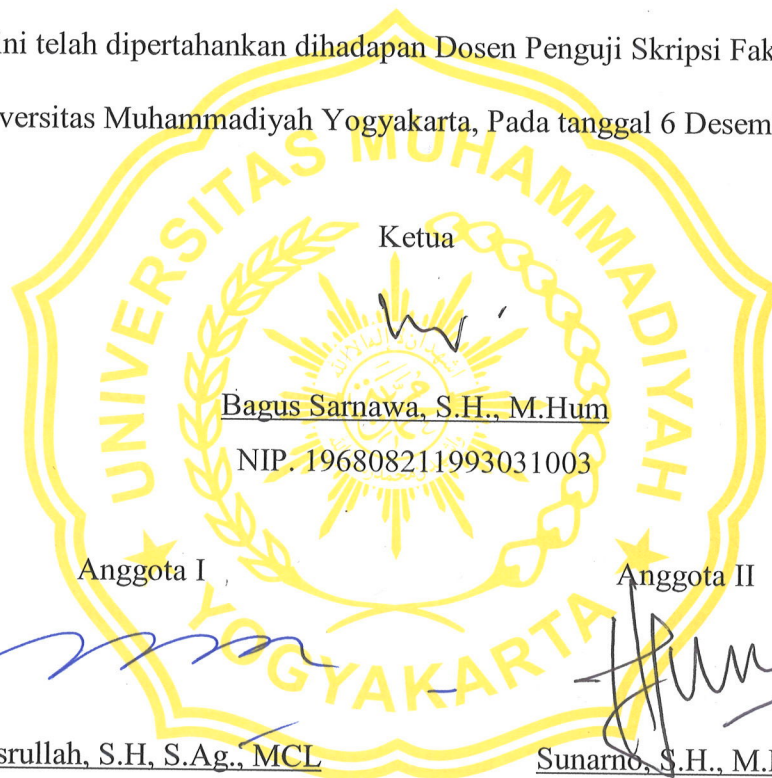 ini telah dipertahankan dihadapan Dosen Penguji Skripsi Fak
versitas Muhammadiyah Yogyakarta, Pada tanggal 6 Desem
UNIVERSITAS MUHAMMADIYAH
Ketua
Bagus Sarnawa, S.H., M.Hum
NIP. 196808211993031003
Anggota I
Anggota II
YOGYAKARTA
srullah, S.H, S.Ag., MCL
Sunarno, S.H., M.